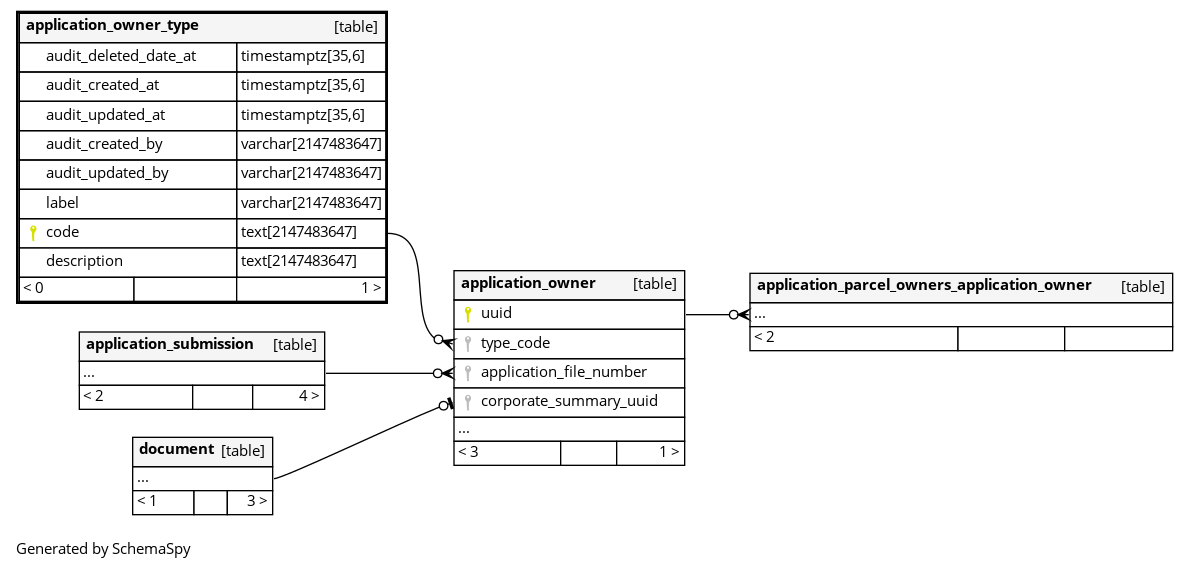 application_owner_type [table]
audit_deleted_date_at timestamptz[35,6]
audit_created_at timestamptz[35,6]
audit_updated_at timestamptz[35,6]
audit_created_by varchar[2147483647]
audit_updated_by varchar[2147483647]
label varchar[2147483647]
code text[2147483647]
description text[2147483647]
< 0 1 >
application_submission [table]
...
< 2 4 >
document [table]
...
< 1 3 >
application_owner [table]
uuid
type_code
application_file_number
corporate_summary_uuid
...
< 3 1 >
application_parcel_owners_application_owner [table]
...
< 2
Generated by SchemaSpy